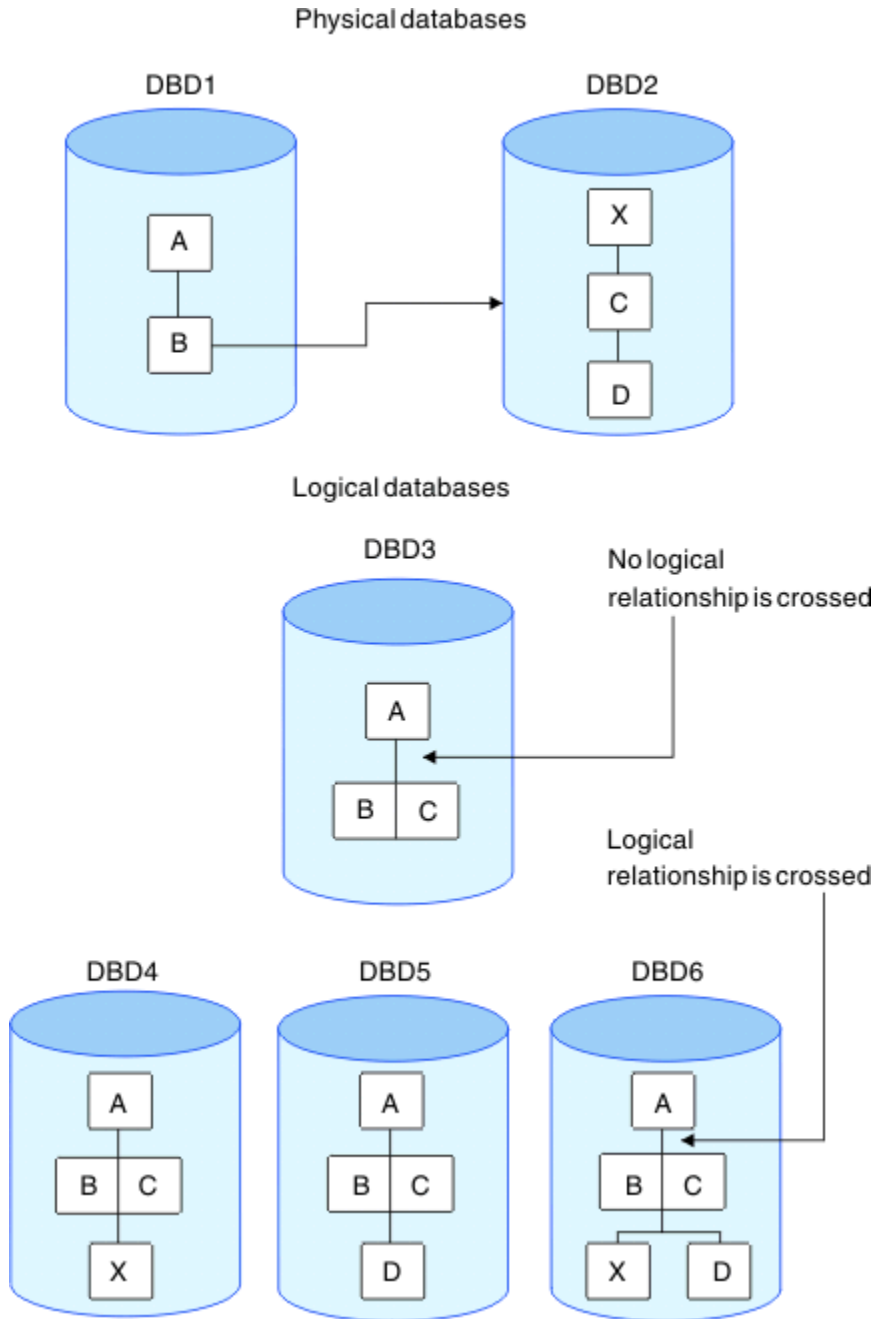 Physical databases
DBD1
DBD2
X
A
C
B
D
Logical databases
DBD3
No logical
relationship is crossed
A
B C
Logical
relationship is crossed
DBD4
DBD5
DBD6
A
A
A
B C
B C
B C
X
D
X
D